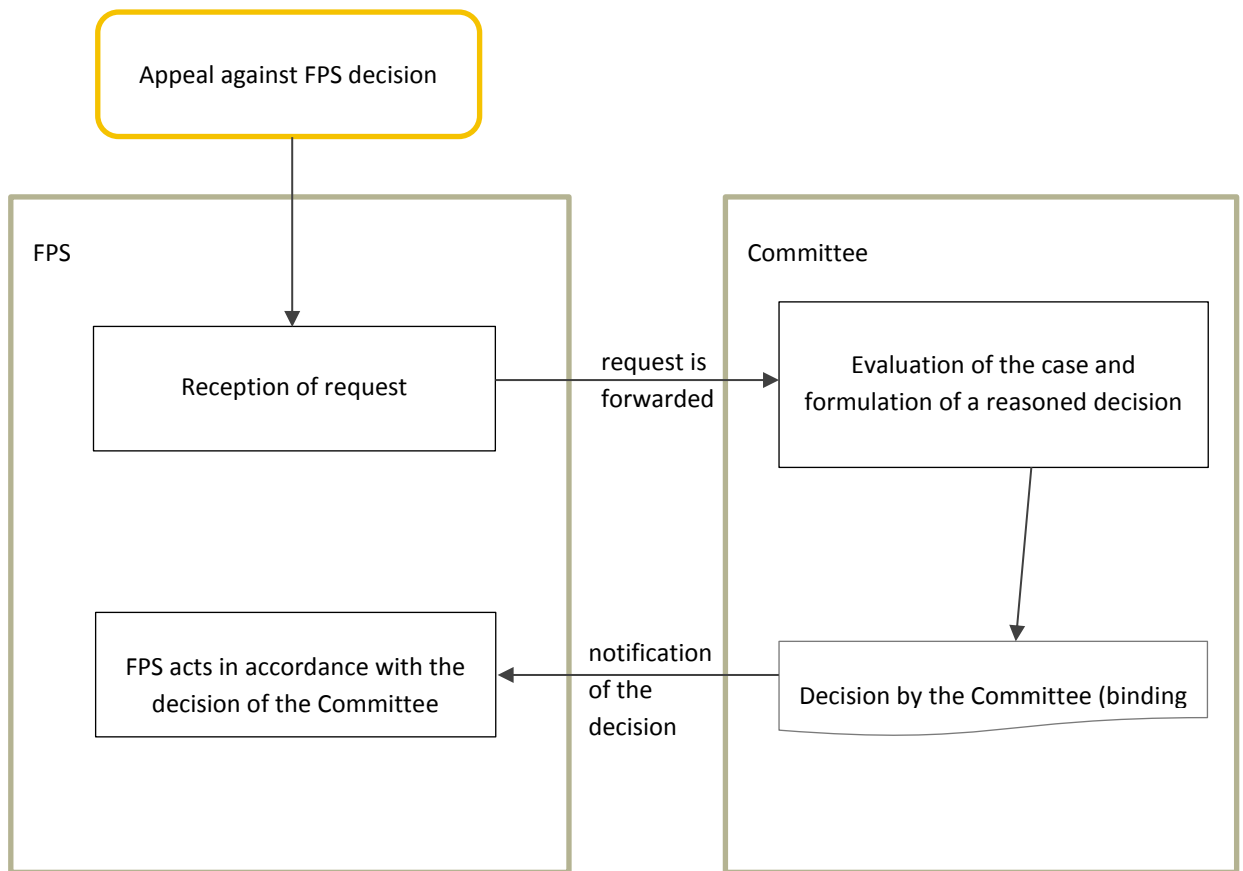 Appeal against FPS decision
FPS
Committee
Reception of request
request is
forwarded
Evaluation of the case and
formulation of a reasoned decision
FPS acts in accordance with the
decision of the Committee
notification
of the
decision
Decision by the Committee (binding